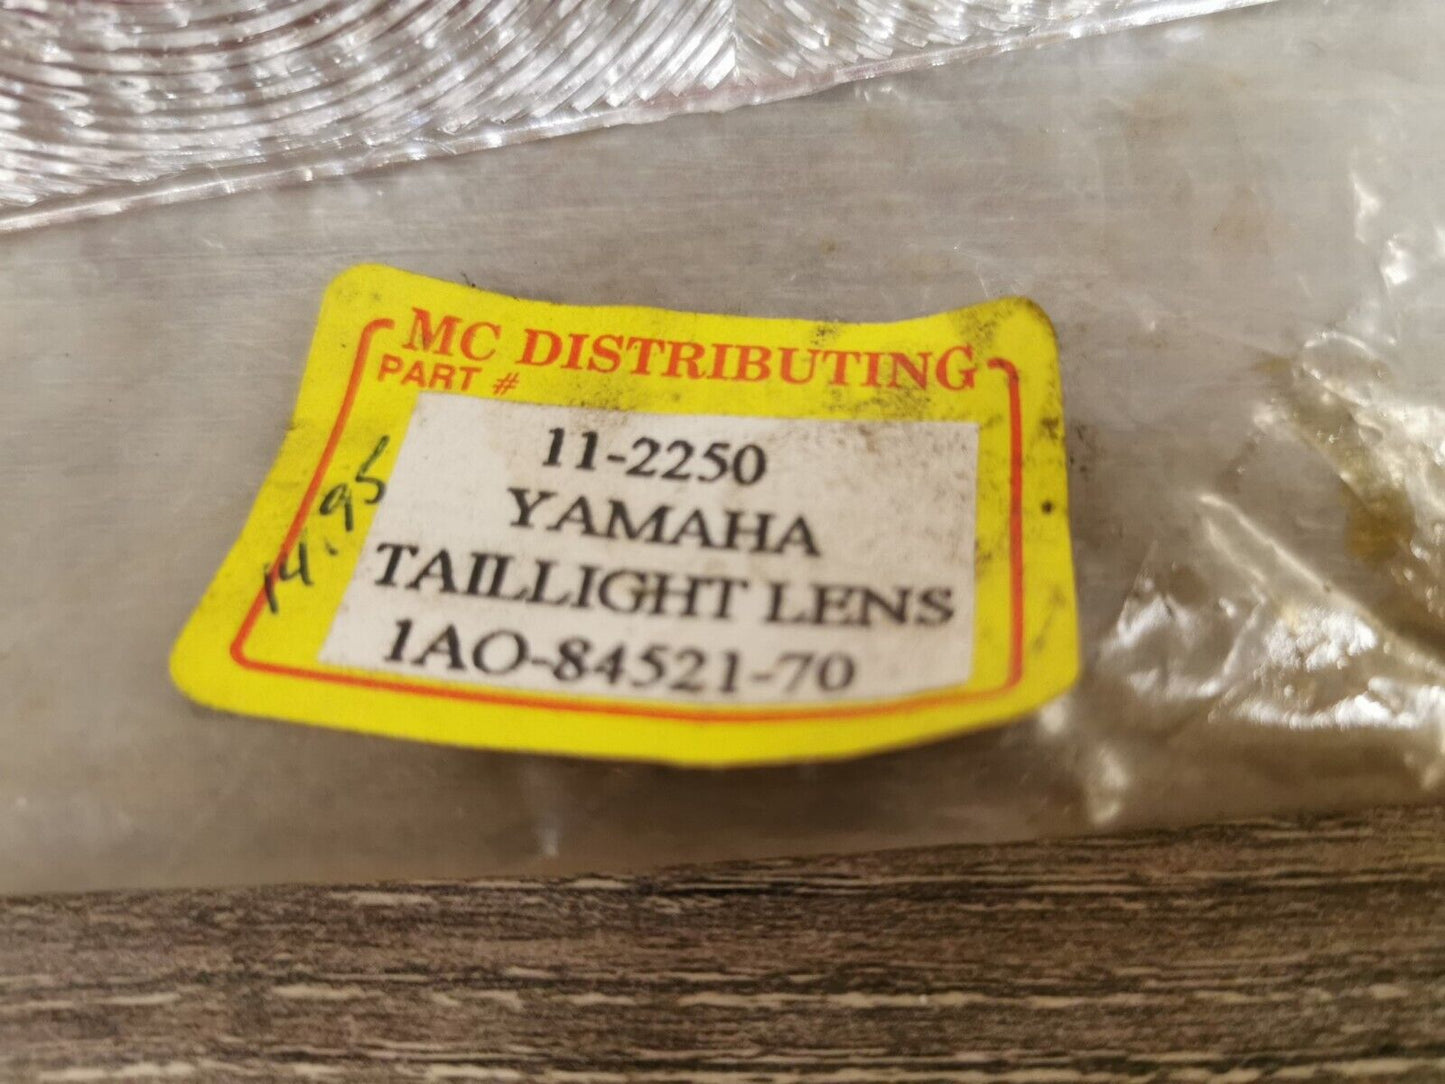 MC DISTRIBUTING
PART #
11-2250
YAMAHA
TAILLIGHT LENS
1AO-84521-70
14.95